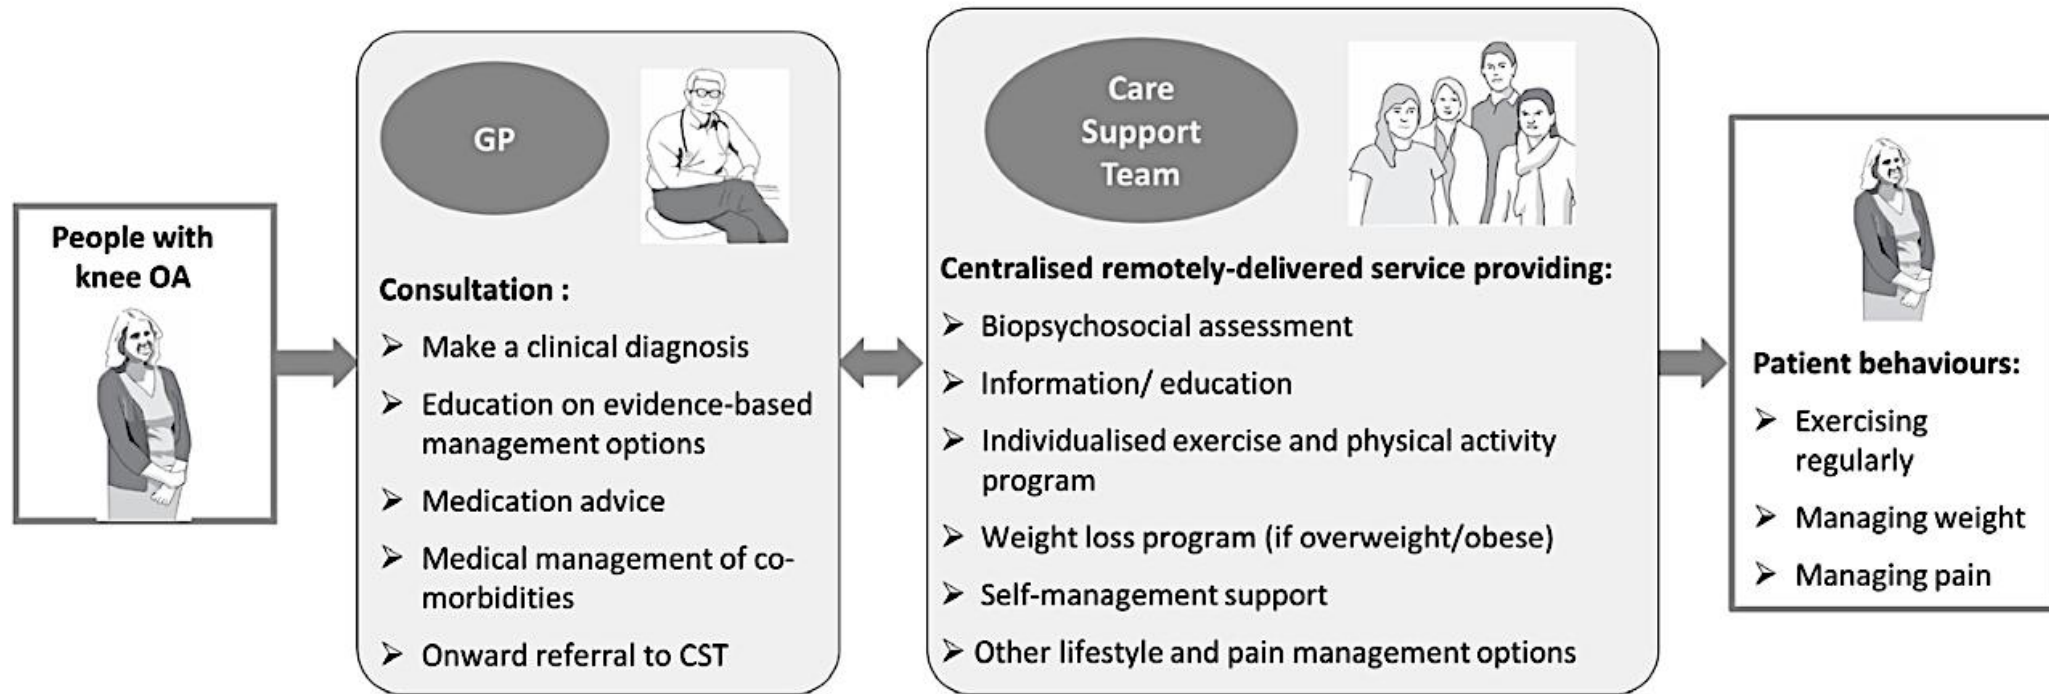 People with
knee OA
GP
Consultation :
➢ Make a clinical diagnosis
➢ Education on evidence-based
management options
➢ Medication advice
➢ Medical management of co-
morbidities
➢ Onward referral to CST
Care
Support
Team
Centralised remotely-delivered service providing:
➢ Biopsychosocial assessment
➢ Information/ education
➢ Individualised exercise and physical activity
program
➢ Weight loss program (if overweight/obese)
➢ Self-management support
➢ Other lifestyle and pain management options
Patient behaviours:
➢ Exercising
regularly
➢ Managing weight
➢ Managing pain